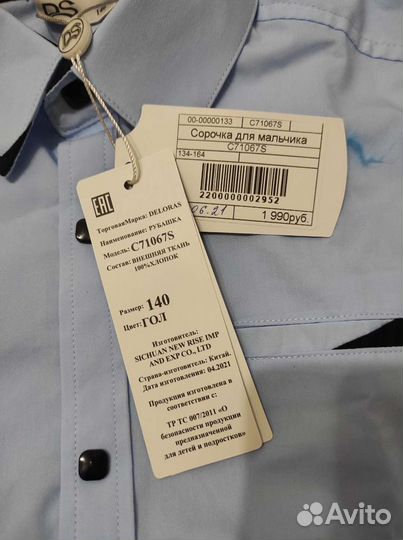 DS
DS
00-00000133 C71067S
Сорочка для мальчика
C71067S
134-164
2200000002952
06.21 1 990руб.
EAC
ТорговаяМарка: DELORAS
Наименование: РУБАШКА
Модель: C71067S
Состав: ВНЕШНЯЯ ТКАНЬ
100%ХЛОПОК
Размер: 140
Цвет: ГОЛ
Изготовитель:
SICHUAN NEW RISE IMP
AND EXP CO., LTD
Страна-изготовитель: Китай.
Дата изготовления: 04.2021
Продукция изготовлена в
соответствии с:
ТР ТС 007/2011 «О
безопасности продукции
предназначенной
для детей и подростков»
Avito